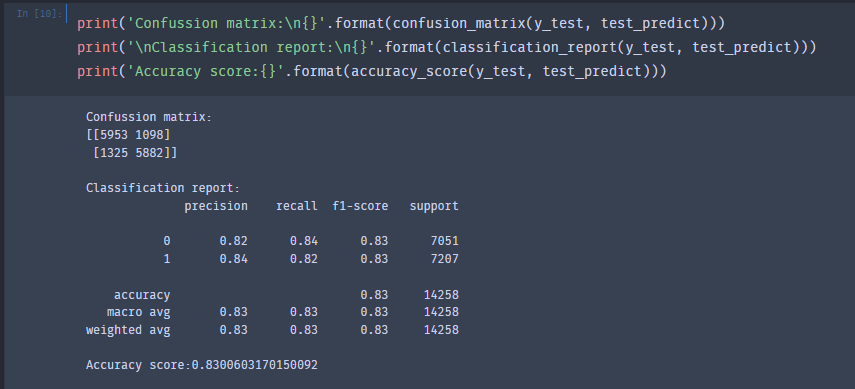 In [10]:
print('Confussion matrix:\n{}'.format(confusion_matrix(y_test, test_predict)))
print('\nClassification report:\n{}'.format(classification_report(y_test, test_predict)))
print('Accuracy score:{}'.format(accuracy_score(y_test, test_predict)))
Confussion matrix:
[[5953 1098]
 [1325 5882]]
Classification report:
precision recall f1-score support
0 0.82 0.84 0.83 7051
1 0.84 0.82 0.83 7207
accuracy 0.83 14258
macro avg 0.83 0.83 0.83 14258
weighted avg 0.83 0.83 0.83 14258
Accuracy score:0.8300603170150092